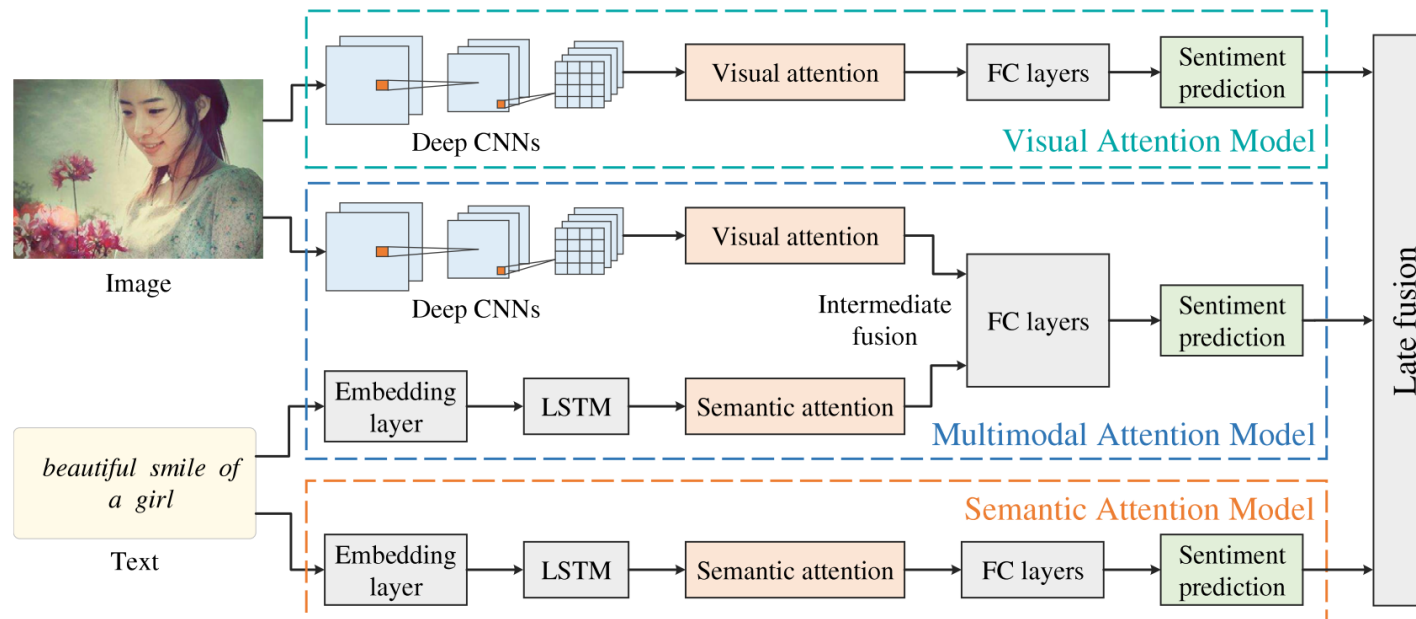 Deep CNNs
Visual attention
FC layers
Sentiment
prediction
Visual Attention Model
Image
Deep CNNs
Visual attention
Intermediate
fusion
FC layers
Sentiment
prediction
Embedding
layer
LSTM
Semantic attention
Multimodal Attention Model
beautiful smile of
a girl
Text
Semantic Attention Model
Embedding
layer
LSTM
Semantic attention
FC layers
Sentiment
prediction
Late fusion